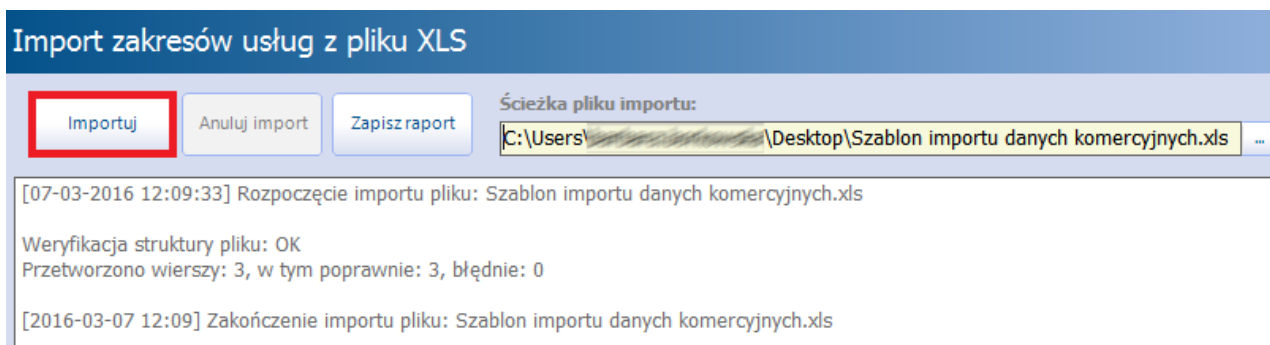 Import zakresów usług z pliku XLS
Ścieżka pliku importu:
Importuj Anuluj import Zapisz raport C:\Users\ \Desktop\Szablon importu danych komercyjnych.xls ...
[07-03-2016 12:09:33] Rozpoczęcie importu pliku: Szablon importu danych komercyjnych.xls
Weryfikacja struktury pliku: OK
Przetworzono wierszy: 3, w tym poprawnie: 3, błędnie: 0
[2016-03-07 12:09] Zakończenie importu pliku: Szablon importu danych komercyjnych.xls